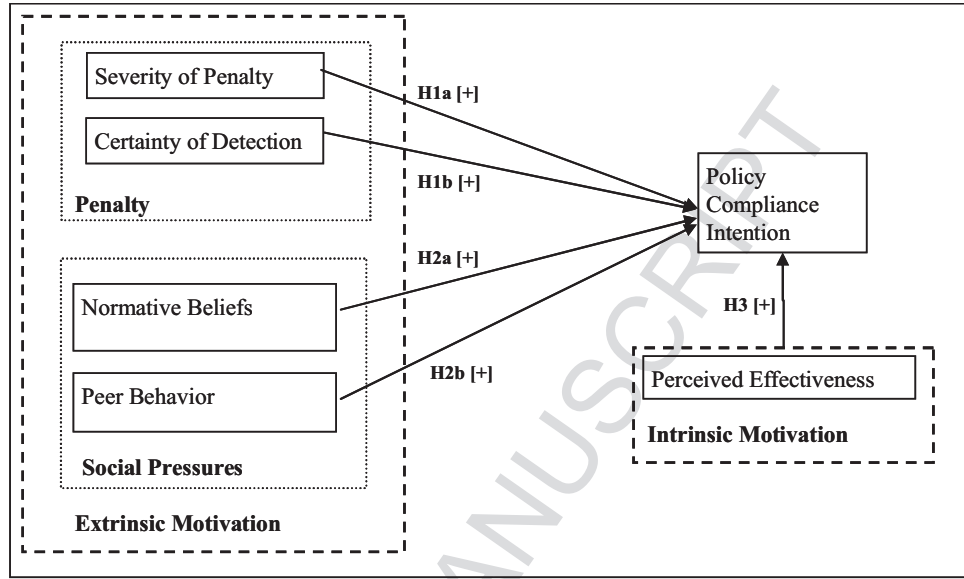 Severity of Penalty
H1a [+]
Certainty of Detection
H1b [+]
Penalty
Policy
Compliance
Intention
H2a [+]
Normative Beliefs
H3 [+]
H2b [+]
Peer Behavior
Perceived Effectiveness
Intrinsic Motivation
Social Pressures
Extrinsic Motivation
ANUSCRIPT